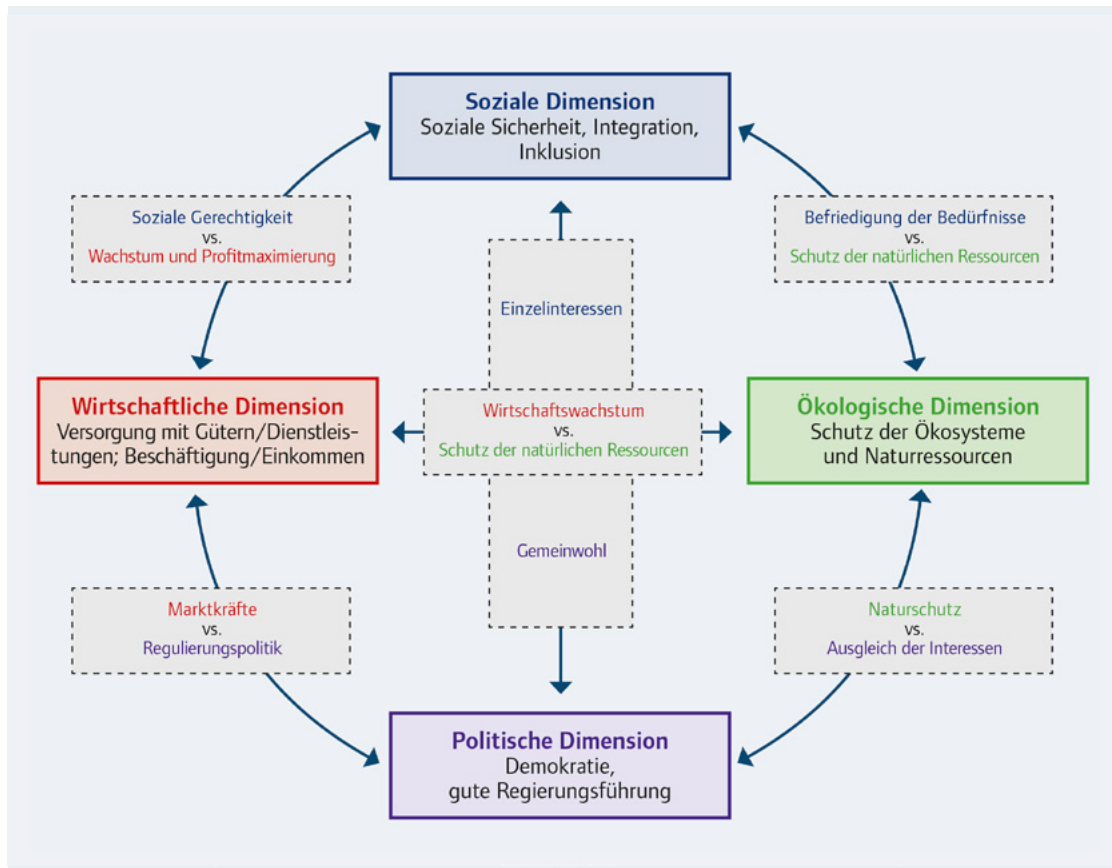 Soziale Dimension
Soziale Sicherheit, Integration,
Inklusion
Soziale Gerechtigkeit
vs.
Wachstum und Profitmaximierung
Befriedigung der Bedürfnisse
vs.
Schutz der natürlichen Ressourcen
Einzelinteressen
Wirtschaftliche Dimension
Versorgung mit Gütern/Dienstleis-
tungen; Beschäftigung/Einkommen
Wirtschaftswachstum
vs.
Schutz der natürlichen Ressourcen
Ökologische Dimension
Schutz der Ökosysteme
und Naturressourcen
Gemeinwohl
Marktkräfte
vs.
Regulierungspolitik
Naturschutz
vs.
Ausgleich der Interessen
Politische Dimension
Demokratie,
gute Regierungsführung